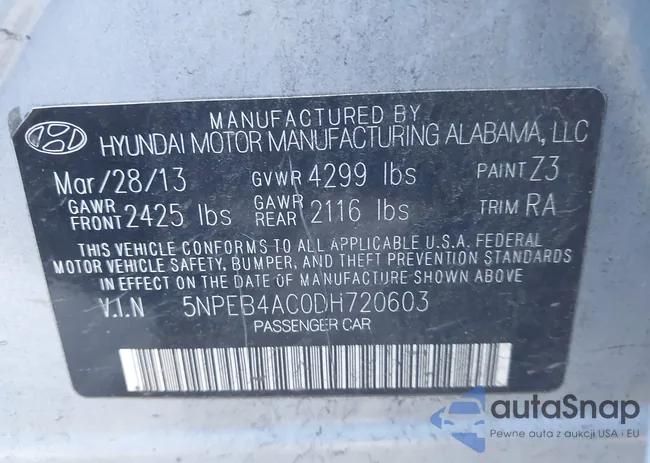 MANUFACTURED BY
HYUNDAI MOTOR MANUFACTURING ALABAMA, LLC
Mar/28/13 GVWR 4299 lbs PAINT Z3
GAWR FRONT 2425 lbs GAWR REAR 2116 lbs TRIM RA
THIS VEHICLE CONFORMS TO ALL APPLICABLE U.S.A. FEDERAL
MOTOR VEHICLE SAFETY, BUMPER, AND THEFT PREVENTION STANDARDS
IN EFFECT ON THE DATE OF MANUFACTURE SHOWN ABOVE
V.I.N 5NPEB4AC0DH720603
PASSENGER CAR
autaSnap
Pewne auta z aukcji USA i EU